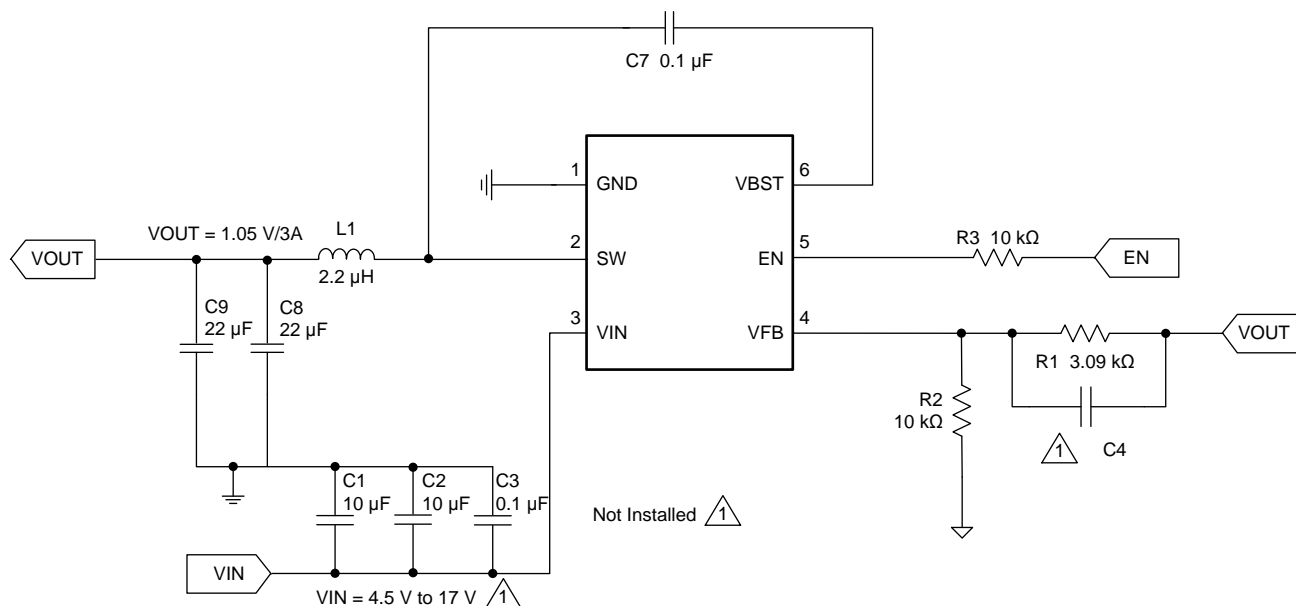 C7 0.1 µF
1
GND
VBST
6
VOUT
VOUT = 1.05 V/3A
L1
2.2 µH
2
SW
EN
5
R3 10 kΩ
EN
C9
22 µF
C8
22 µF
3
VIN
VFB
4
R1 3.09 kΩ
VOUT
R2
10 kΩ
1
C4
C1
10 µF
C2
10 µF
C3
0.1 µF
Not Installed 1
VIN
VIN = 4.5 V to 17 V 1